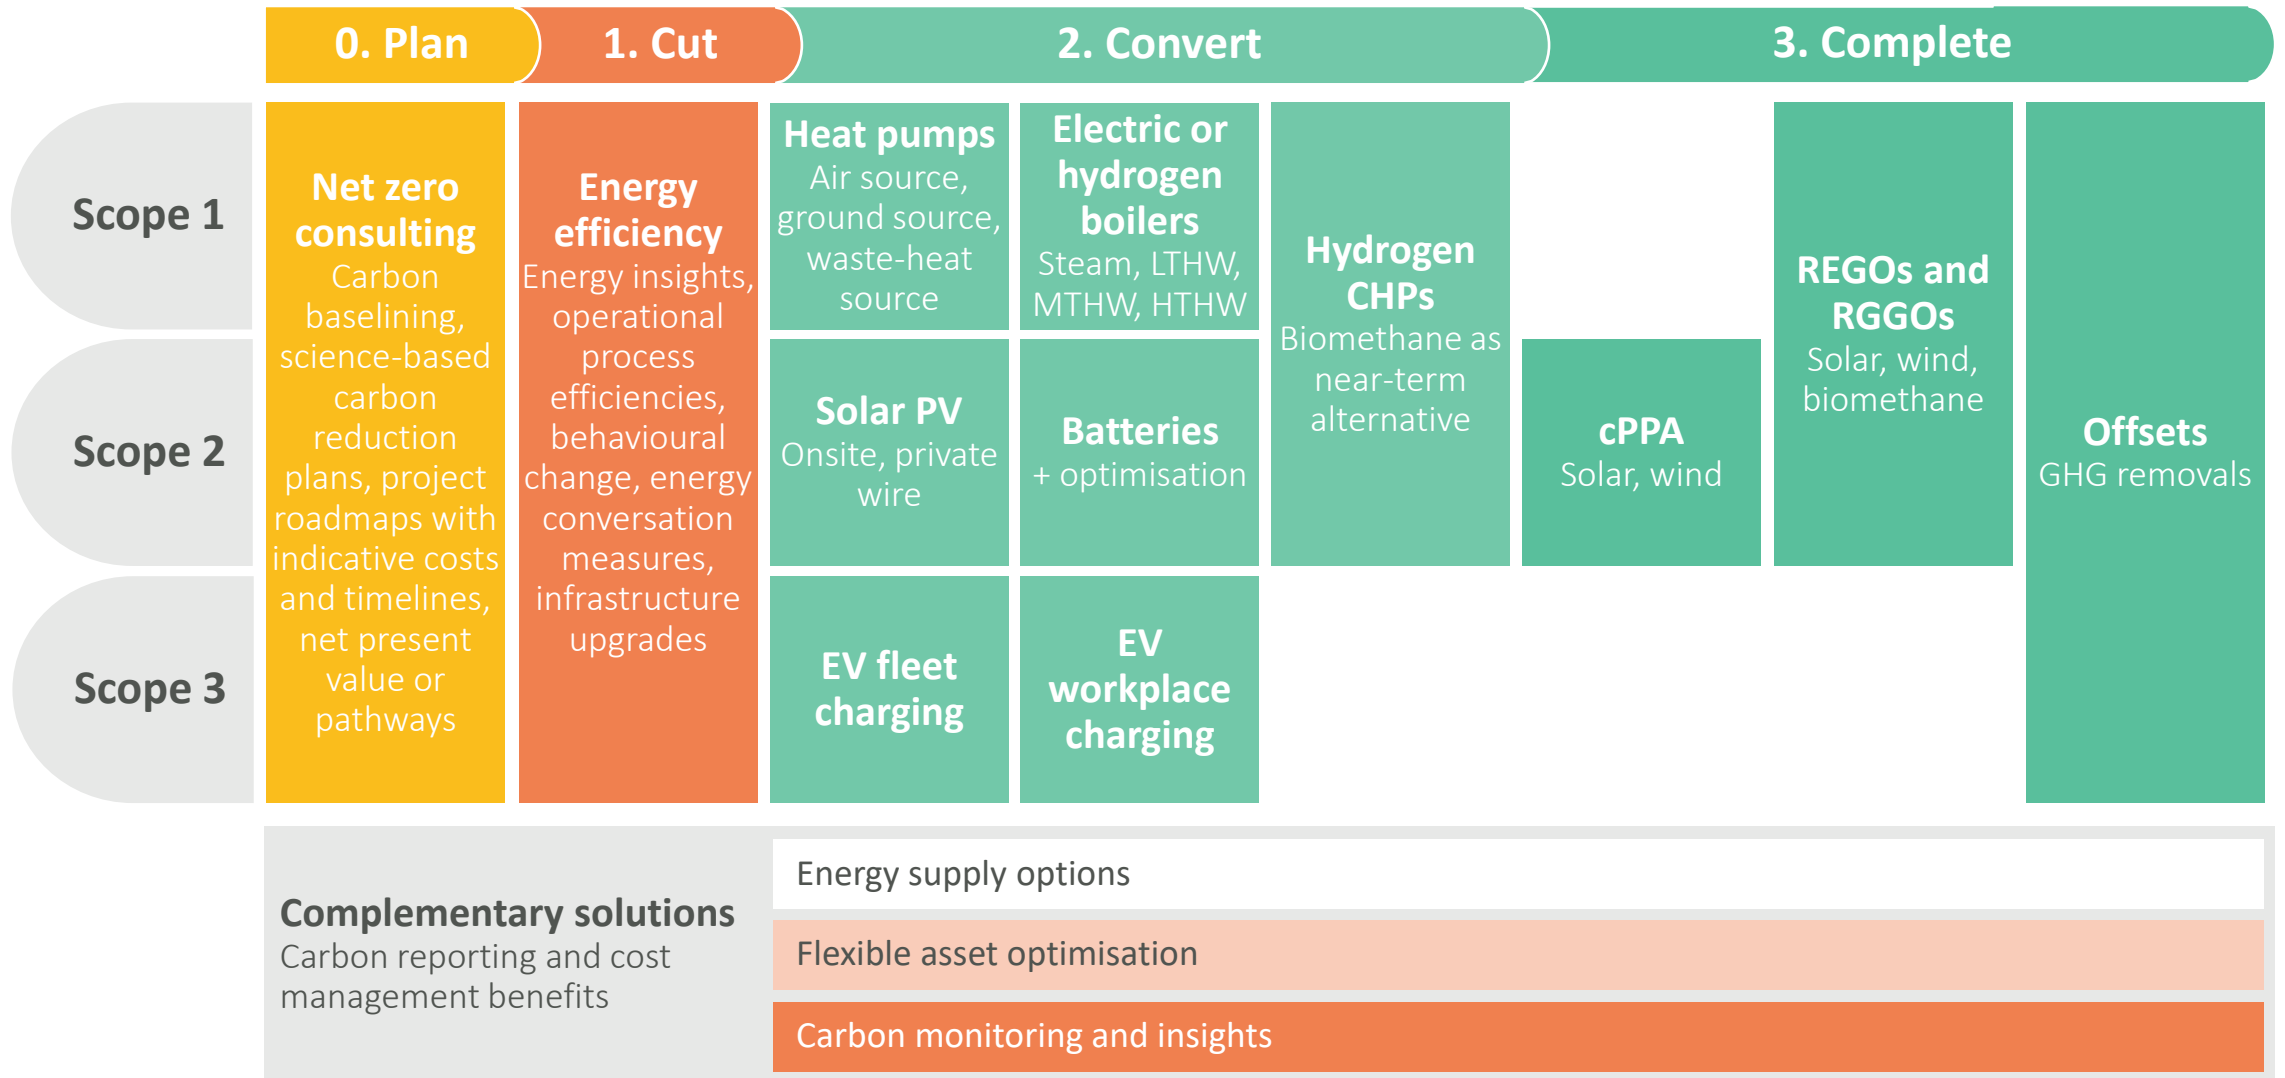 0. Plan
1. Cut
2. Convert
3. Complete
Scope 1
Scope 2
Scope 3
Net zero
consulting
Carbon
baselining,
science-based
carbon
reduction
plans, project
roadmaps with
indicative costs
and timelines,
net present
value or
pathways
Energy
efficiency
Energy insights,
operational
process
efficiencies,
behavioural
change, energy
conversation
measures,
infrastructure
upgrades
Heat pumps
Air source,
ground source,
waste-heat
source
Electric or
hydrogen
boilers
Steam, LTHW,
MTHW, HTHW
Solar PV
Onsite, private
wire
Batteries
+ optimisation
EV fleet
charging
EV
workplace
charging
Hydrogen
CHPs
Biomethane as
near-term
alternative
cPPA
Solar, wind
REGOs and
RGGOs
Solar, wind,
biomethane
Offsets
GHG removals
Complementary solutions
Carbon reporting and cost
management benefits
Energy supply options
Flexible asset optimisation
Carbon monitoring and insights